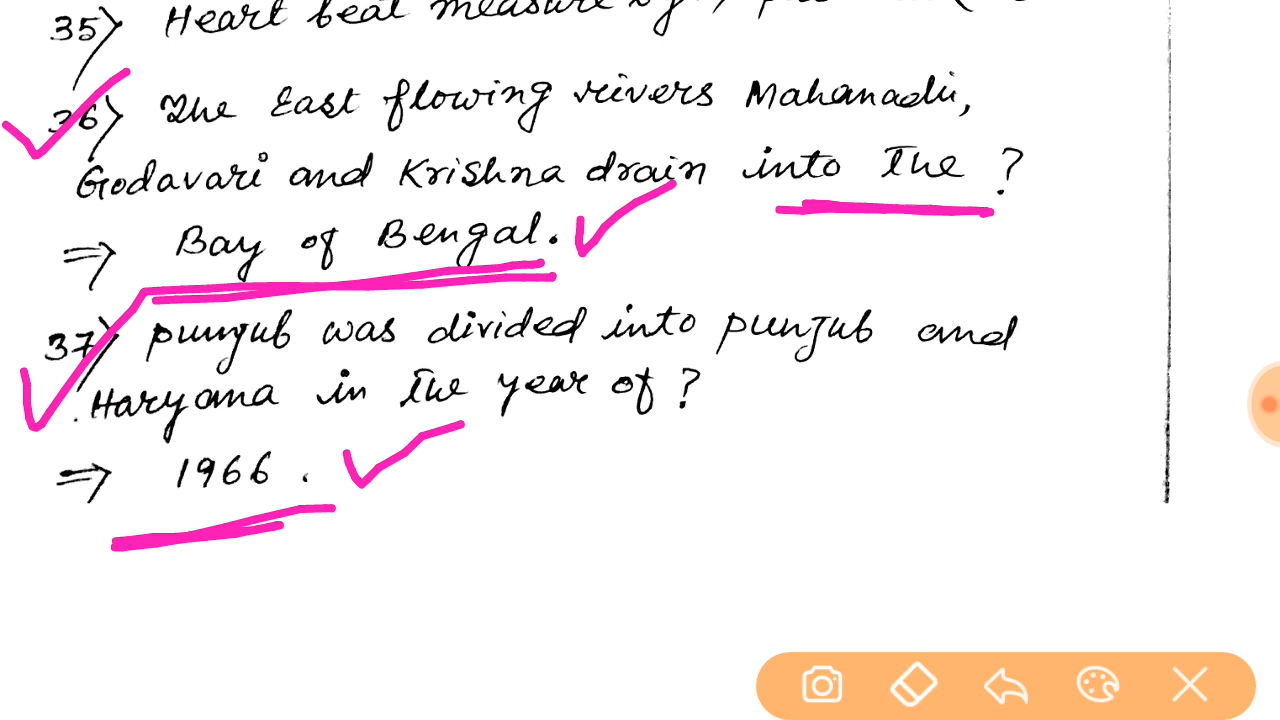 35) Heart beat measure
36) The East flowing rivers Mahanadi,
Godavari and Krishna drain into The ?
⇒ Bay of Bengal.
37) punjub was divided into punjub and
Haryana in The year of ?
⇒ 1966.